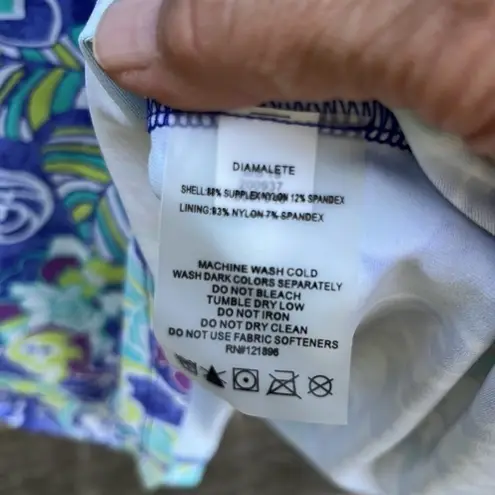 DIAMALETE
SHELL:88% SUPPLEX NYLON 12% SPANDEX
LINING:93% NYLON 7% SPANDEX
MACHINE WASH COLD
WASH DARK COLORS SEPARATELY
DO NOT BLEACH
TUMBLE DRY LOW
DO NOT IRON
DO NOT DRY CLEAN
DO NOT USE FABRIC SOFTENERS
RN#121896